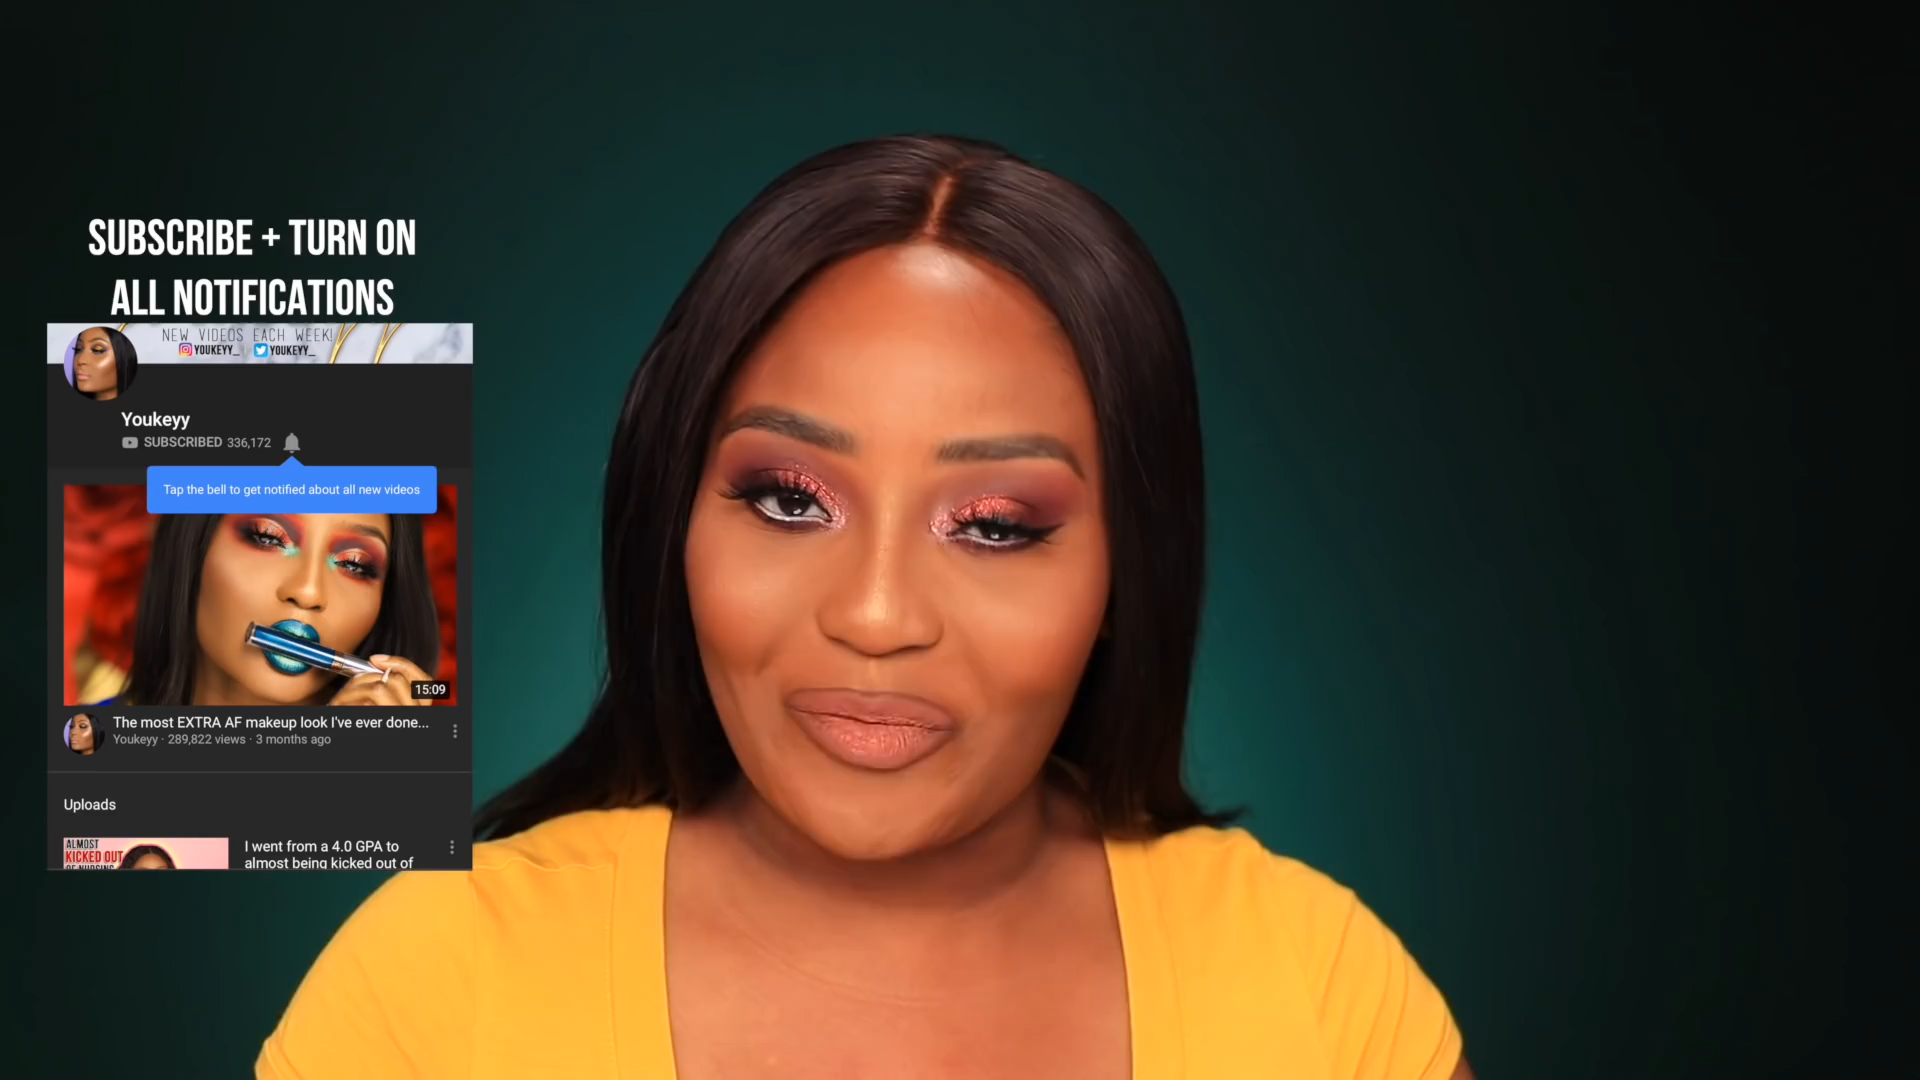 SUBSCRIBE + TURN ON
ALL NOTIFICATIONS
NEW VIDEOS EACH WEEK!
YOUKEYY_ YOUKEYY_
Youkeyy
SUBSCRIBED 336,172
Tap the bell to get notified about all new videos
15:09
The most EXTRA AF makeup look I've ever done...
Youkeyy · 289,822 views · 3 months ago
Uploads
ALMOST
KICKED OUT
OF NURSING
I went from a 4.0 GPA to
almost being kicked out of